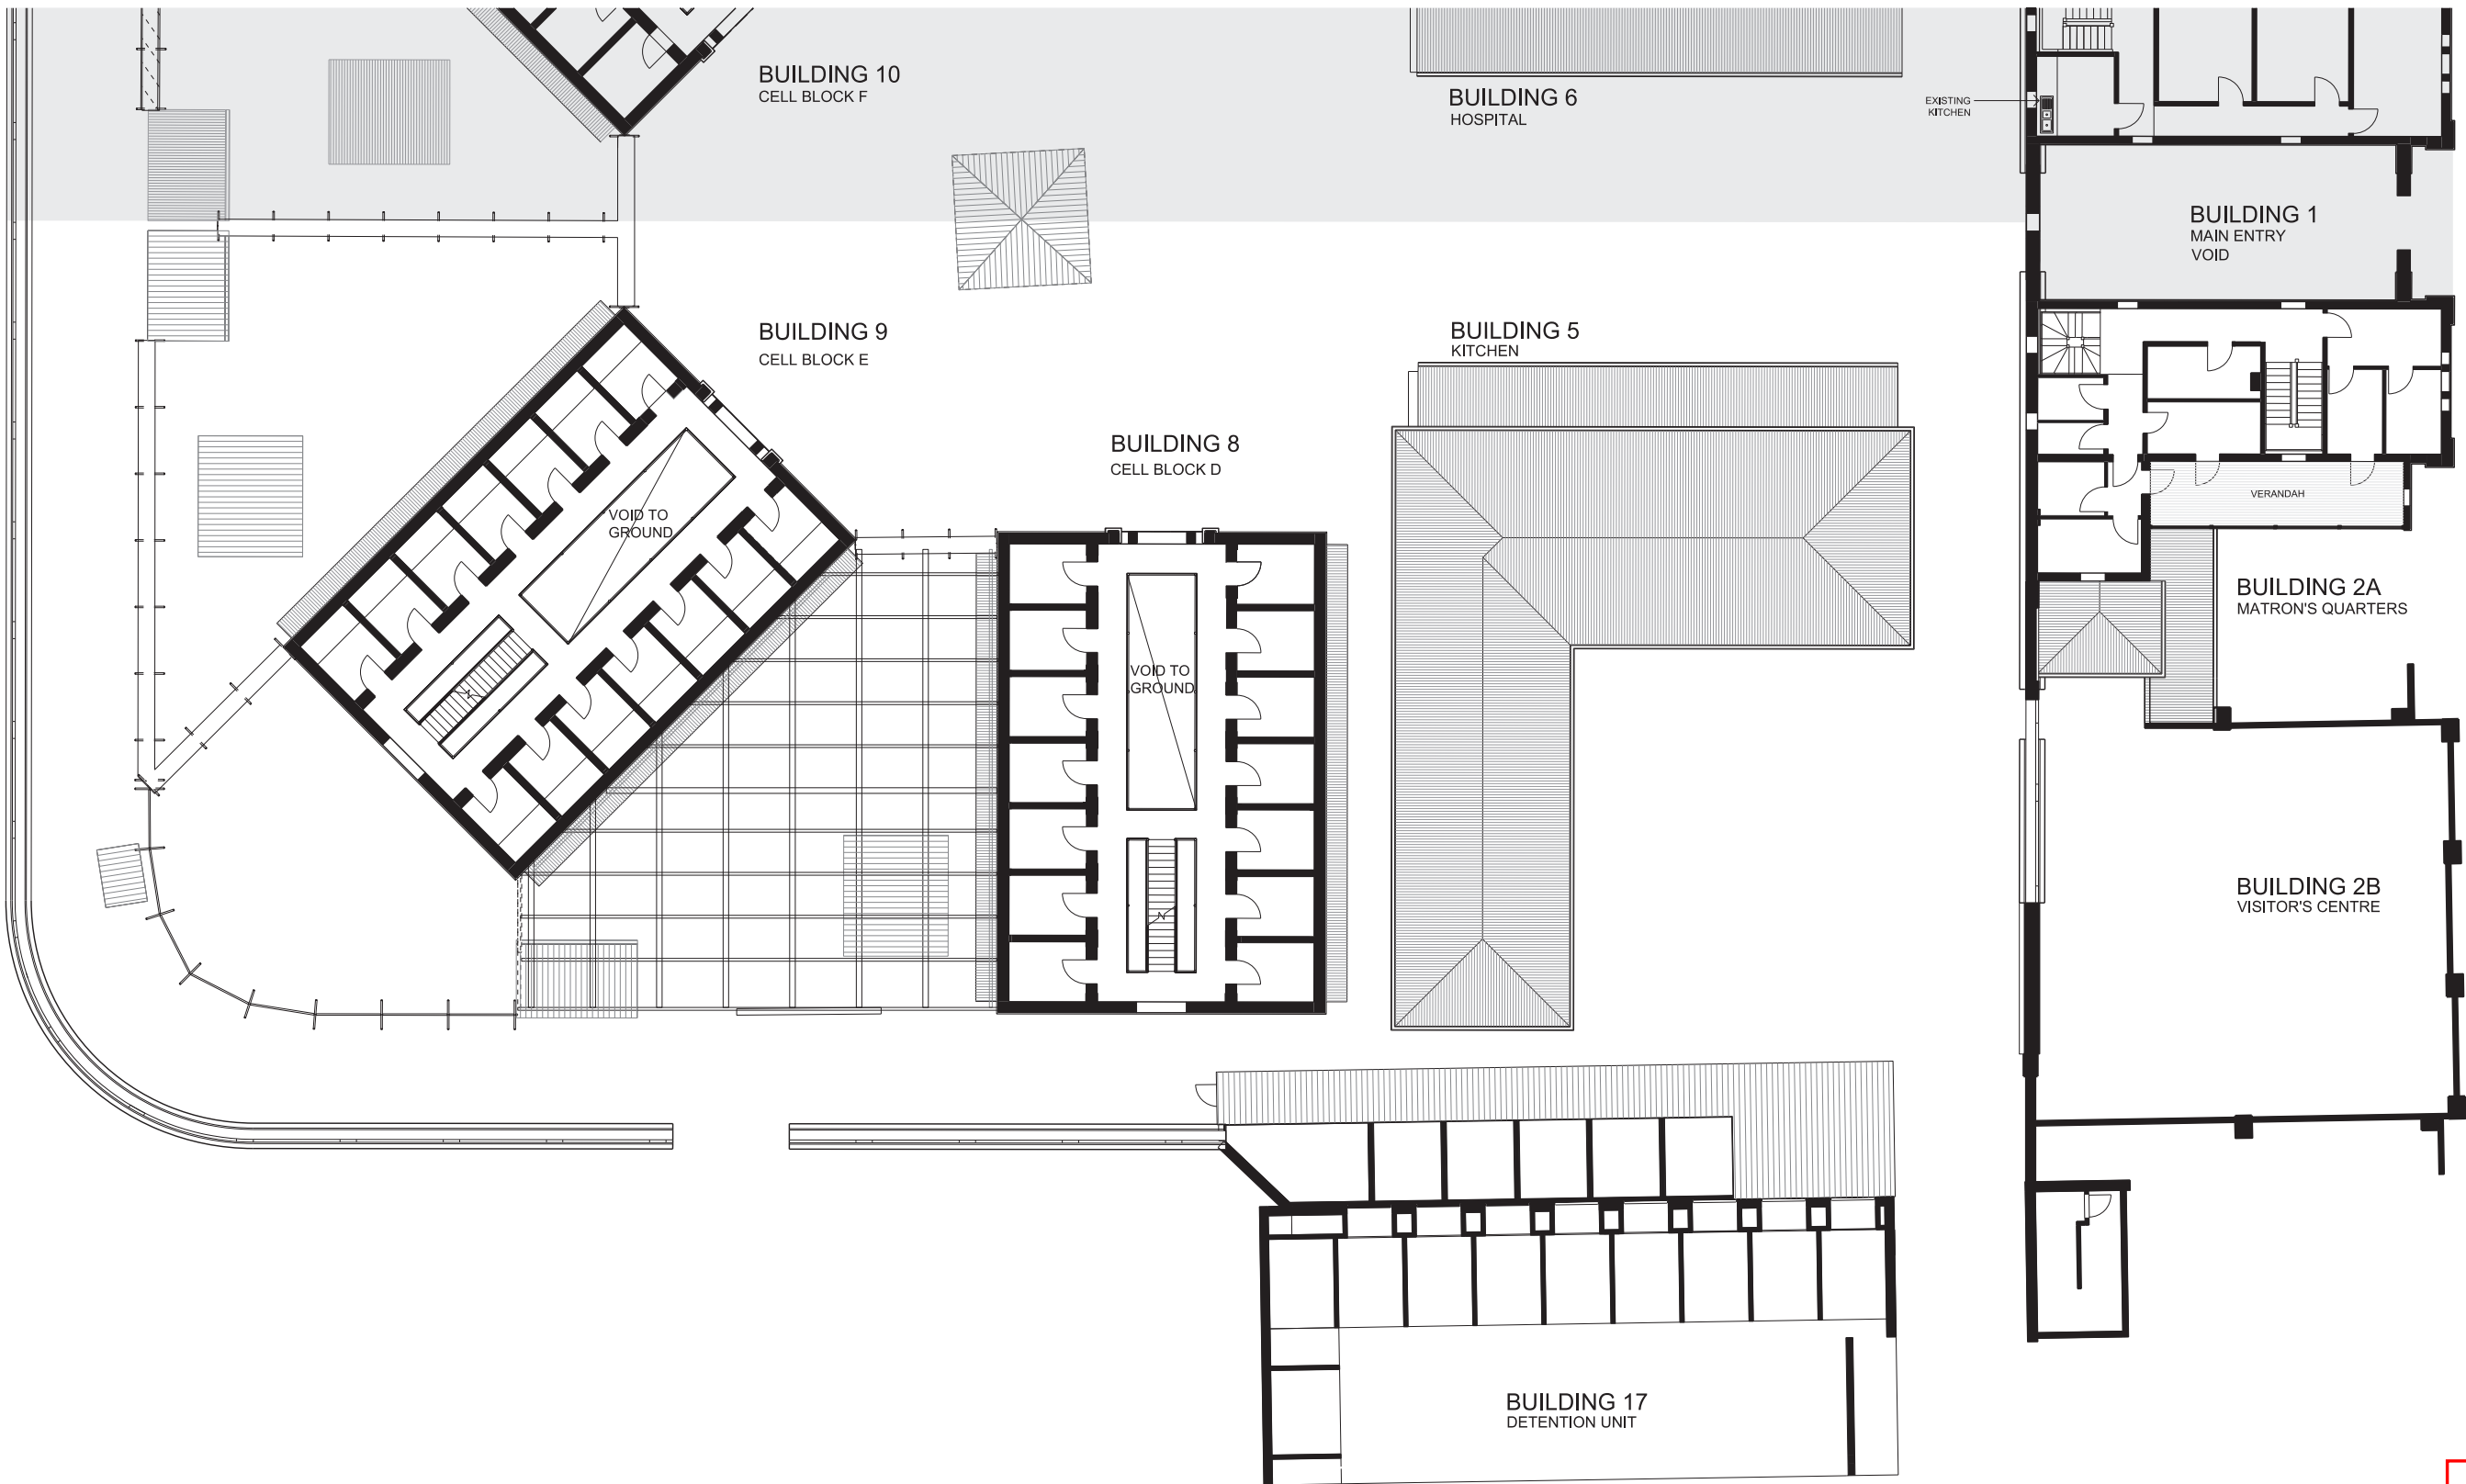 BUILDING 10
CELL BLOCK F
BUILDING 6
HOSPITAL
EXISTING
KITCHEN
BUILDING 1
MAIN ENTRY
VOID
BUILDING 9
CELL BLOCK E
BUILDING 5
KITCHEN
BUILDING 8
CELL BLOCK D
VERANDAH
VOID TO
GROUND
BUILDING 2A
MATRON'S QUARTERS
VOID TO
GROUND
BUILDING 2B
VISITOR'S CENTRE
BUILDING 17
DETENTION UNIT